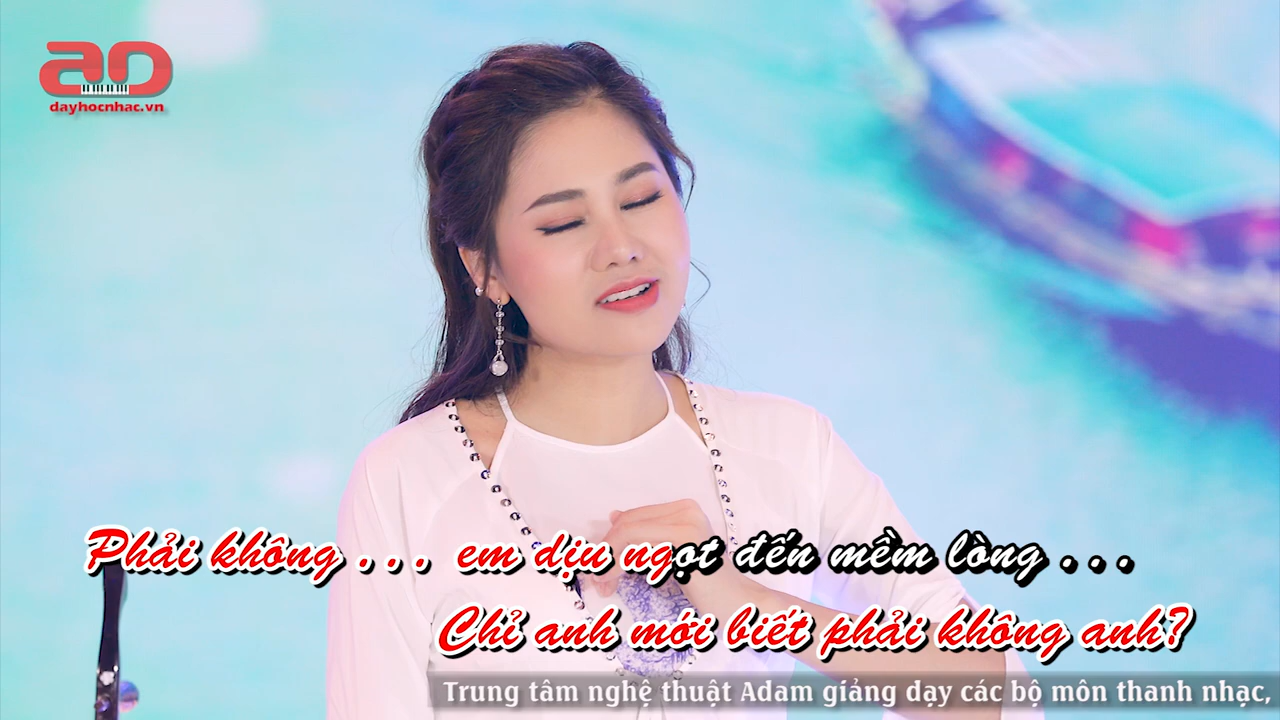 dayhocnhac.vn
Phải không . . . em dịu ngọt đến mềm lòng . . .
Chỉ anh mới biết phải không anh?
Trung tâm nghệ thuật Adam giảng dạy các bộ môn thanh nhạc,